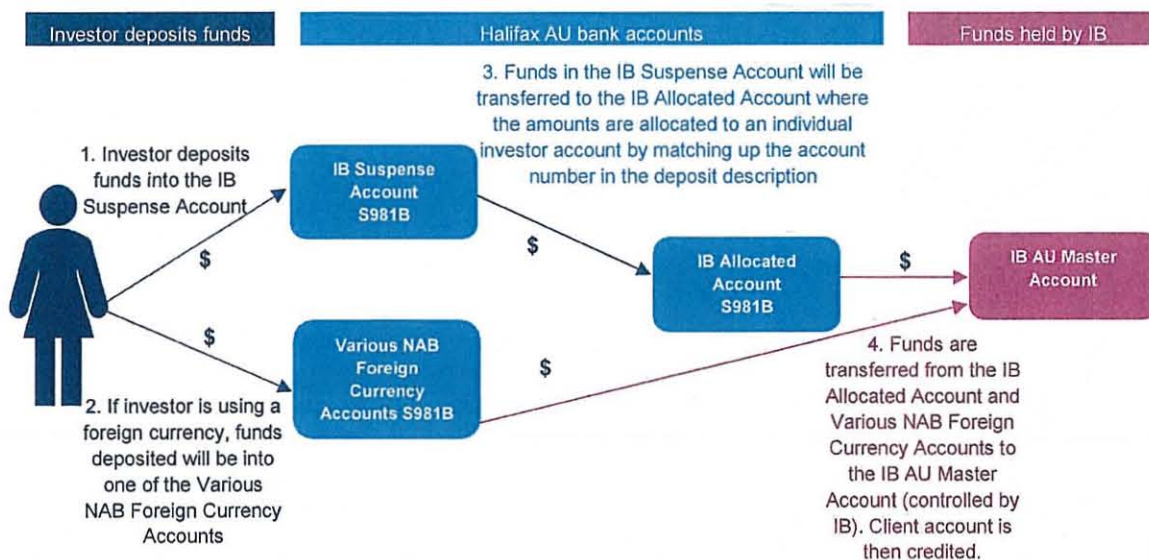 Investor deposits funds
Halifax AU bank accounts
Funds held by IB
3. Funds in the IB Suspense Account will be
transferred to the IB Allocated Account where
the amounts are allocated to an individual
investor account by matching up the account
number in the deposit description
1. Investor deposits
funds into the IB
Suspense Account
IB Suspense
Account
S981B
$
$
IB Allocated
Account
S981B
$
IB AU Master
Account
$
Various NAB
Foreign
Currency
Accounts S981B
$
2. If investor is using a
foreign currency, funds
deposited will be into
one of the Various
NAB Foreign Currency
Accounts
4. Funds are
transferred from the IB
Allocated Account and
Various NAB Foreign
Currency Accounts to
the IB AU Master
Account (controlled by
IB). Client account is
then credited.